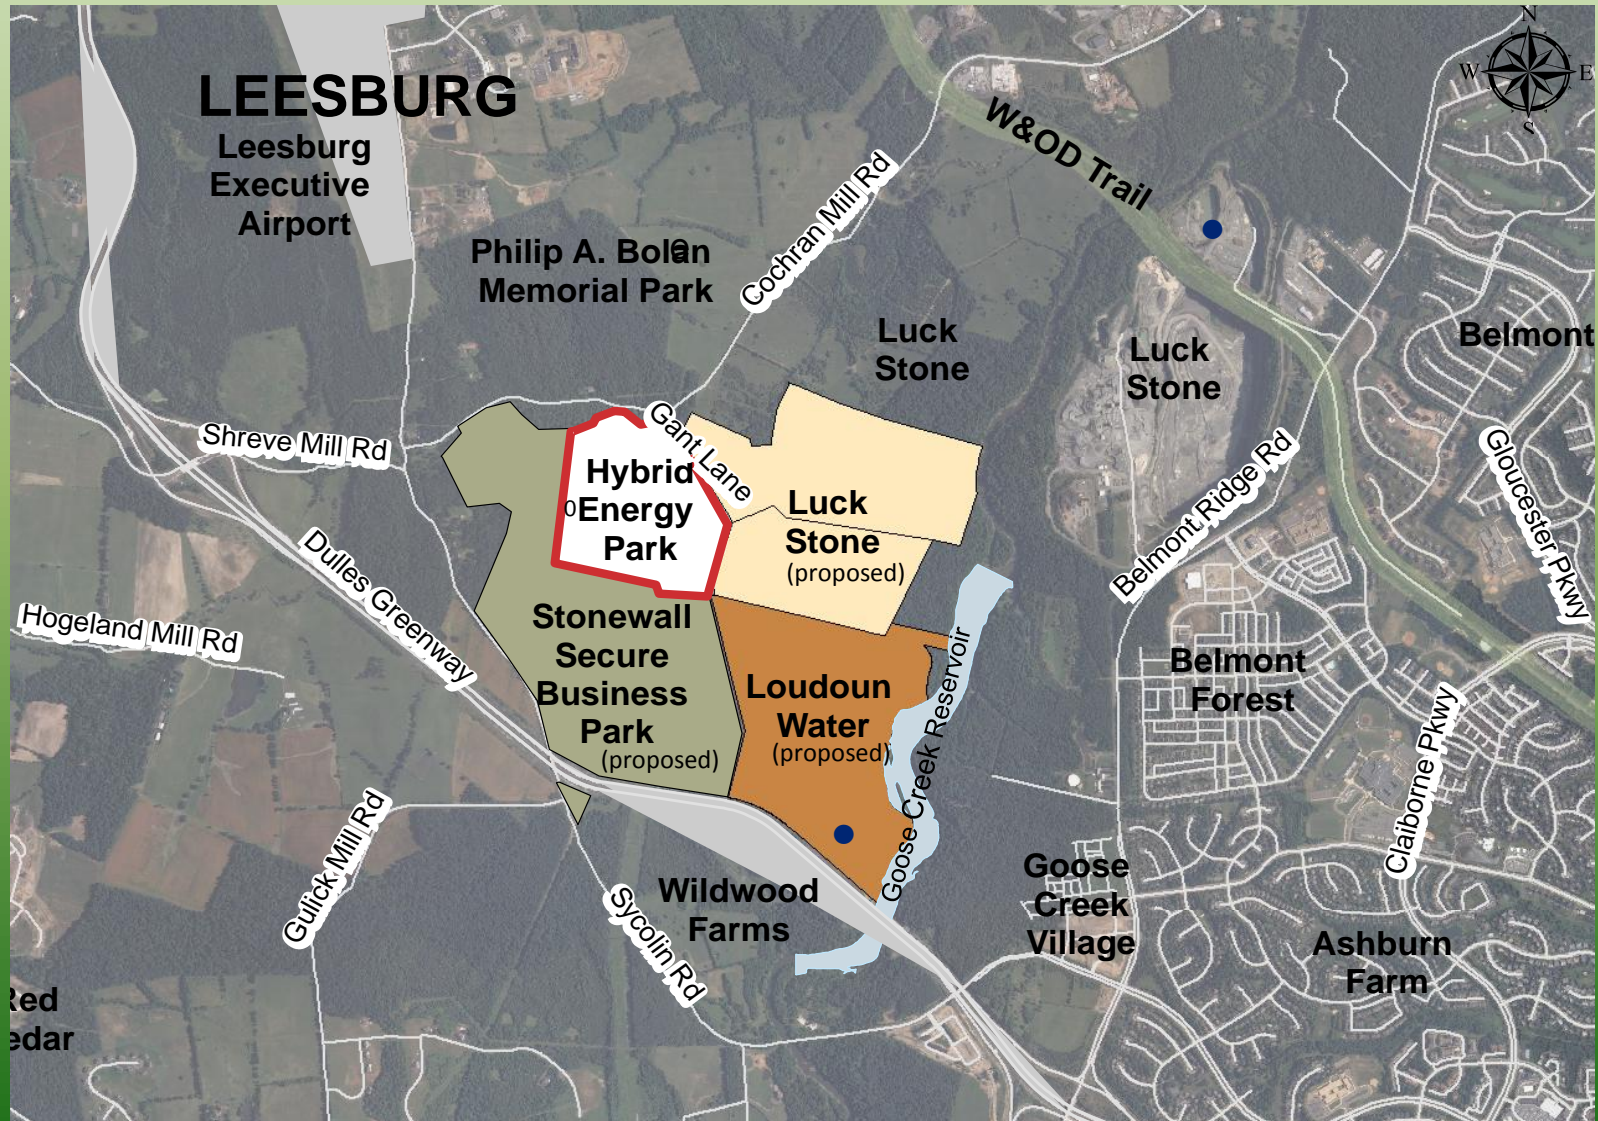 N
W
E
S
LEESBURG
Leesburg
Executive
Airport
W&OD Trail
Cochran Mill Rd
Philip A. Bolen
Memorial Park
Luck
Stone
Luck
Stone
Belmont
Shreve Mill Rd
Gant Lane
Hybrid
0Energy
Park
Luck
Stone
(proposed)
Belmont Ridge Rd
Gloucester Pkwy
Dulles Greenway
Hogeland Mill Rd
Stonewall
Secure
Business
Park
(proposed)
Loudoun
Water
(proposed)
Goose Creek Reservoir
Belmont
Forest
Claiborne Pkwy
Gulick Mill Rd
Sycolin Rd
Wildwood
Farms
Goose
Creek
Village
Ashburn
Farm
Red
edar